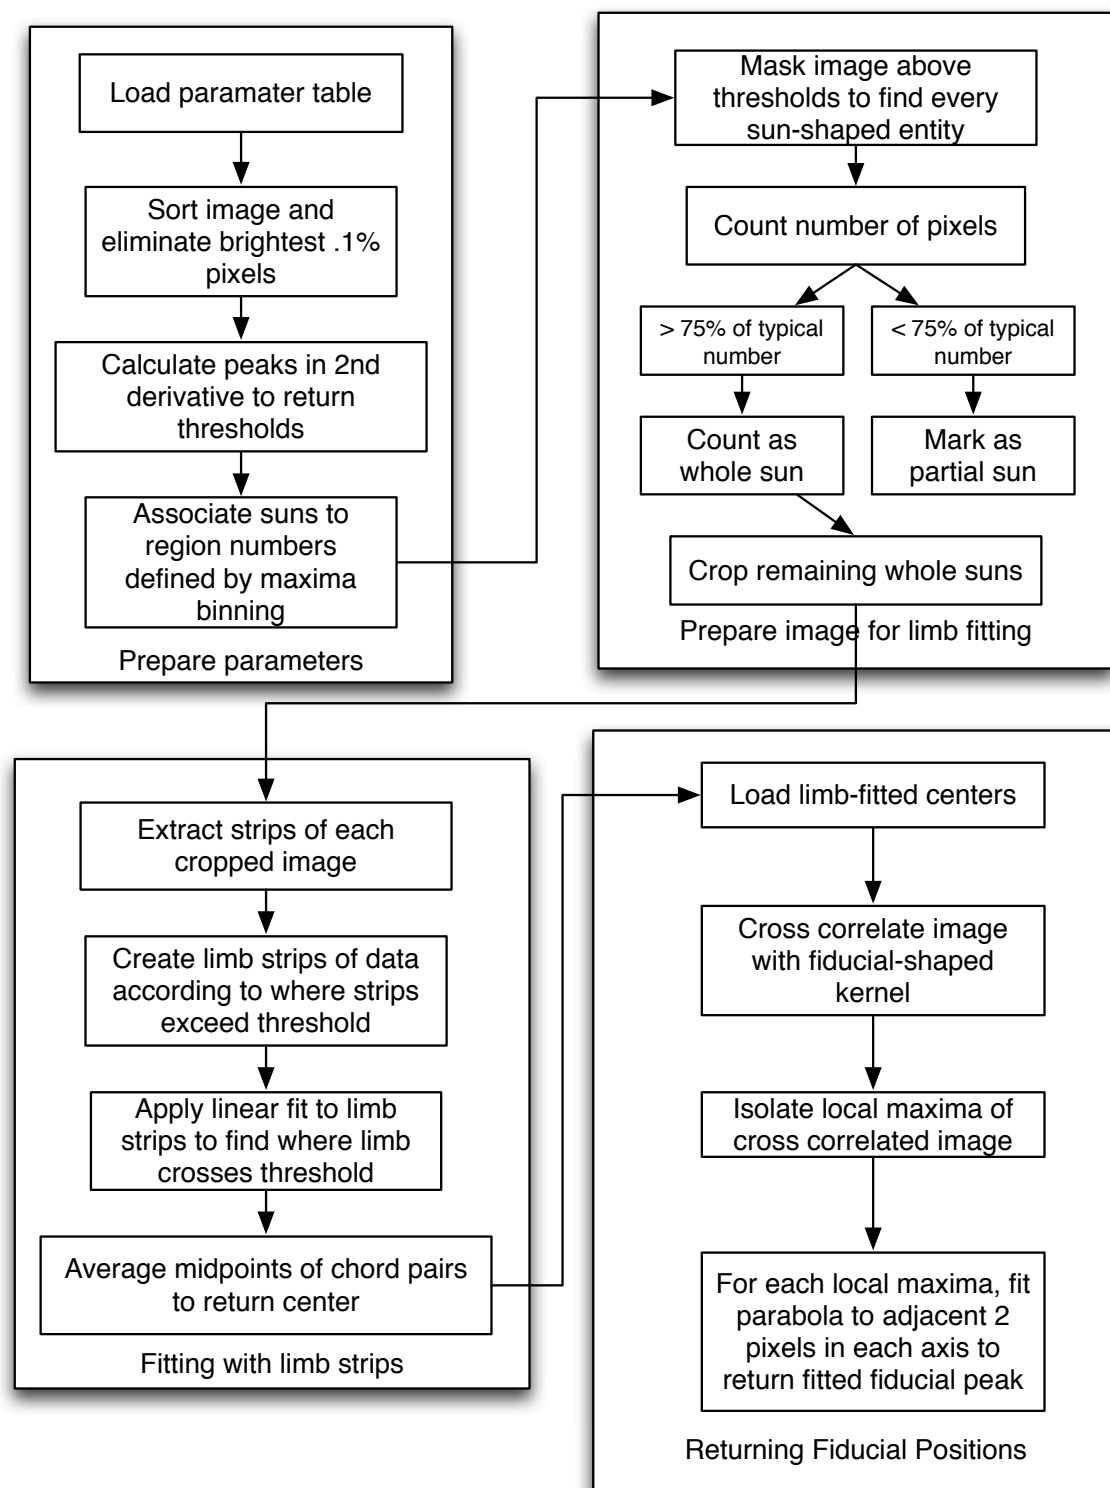 Load paramater table
Sort image and
eliminate brightest .1%
pixels
Calculate peaks in 2nd
derivative to return
thresholds
Associate suns to
region numbers
defined by maxima
binning
Prepare parameters
Mask image above
thresholds to find every
sun-shaped entity
Count number of pixels
> 75% of typical
number
< 75% of typical
number
Count as
whole sun
Mark as
partial sun
Crop remaining whole suns
Prepare image for limb fitting
Extract strips of each
cropped image
Create limb strips of data
according to where strips
exceed threshold
Apply linear fit to limb
strips to find where limb
crosses threshold
Average midpoints of chord pairs
to return center
Fitting with limb strips
Load limb-fitted centers
Cross correlate image
with fiducial-shaped
kernel
Isolate local maxima of
cross correlated image
For each local maxima, fit
parabola to adjacent 2
pixels in each axis to
return fitted fiducial peak
Returning Fiducial Positions